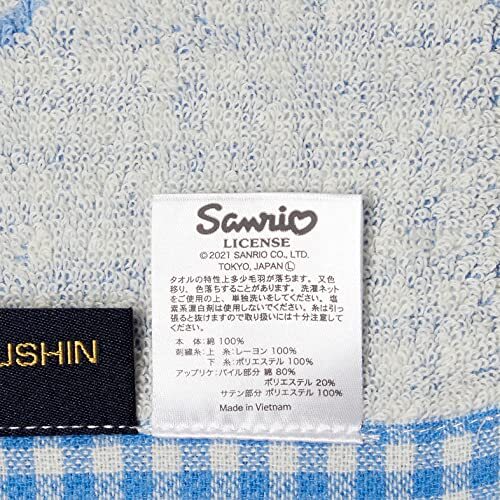 Sanrio
LICENSE
©2021 SANRIO CO., LTD.
TOKYO, JAPAN Ⓛ
タオルの特性上多少毛羽が落ちます。又色
移り、色落ちすることがあります。洗濯ネット
をご使用の上、単独洗いをしてください。塩
素系漂白剤は使用しないでください。糸は引っ
張ると抜けますので取り扱いには十分注意してく
ださい。
本 体：綿 100%
刺繍糸：上 糸：レーヨン 100%
下 糸：ポリエステル 100%
アップリケ：パイル部分 綿 80%
ポリエステル 20%
サテン部分 ポリエステル 100%
Made in Vietnam
USHIN